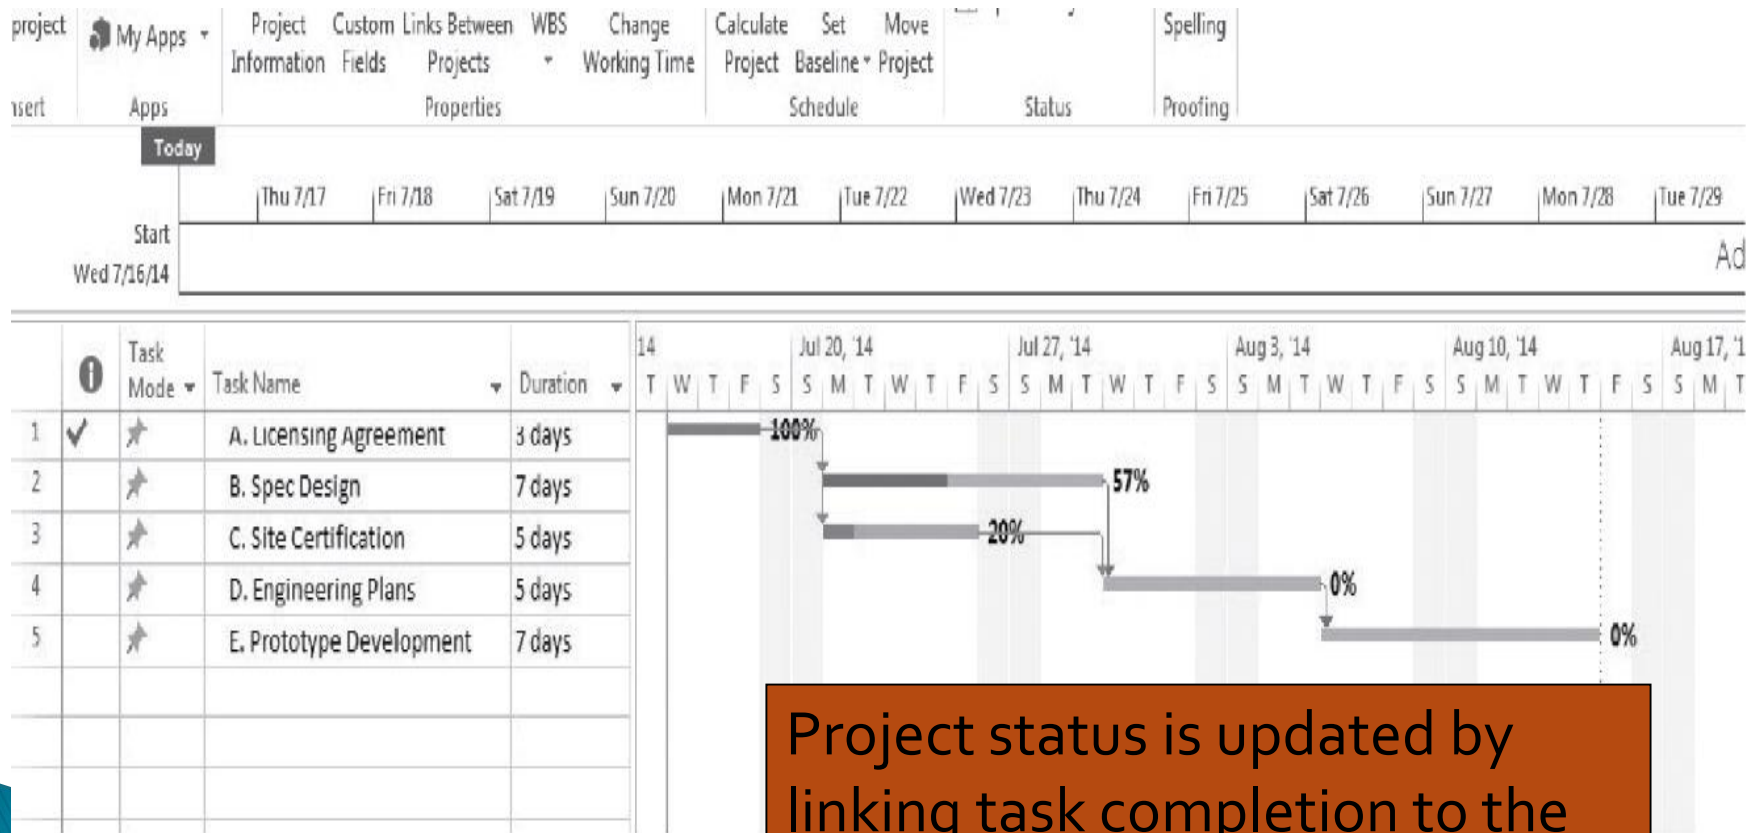 project My Apps Project Custom Links Between WBS Change Calculate Set Move Spelling
Information Fields Projects Working Time Project Baseline Project
Apps Properties Schedule Status Proofing
Today
Thu 7/17 Fri 7/18 Sat 7/19 Sun 7/20 Mon 7/21 Tue 7/22 Wed 7/23 Thu 7/24 Fri 7/25 Sat 7/26 Sun 7/27 Mon 7/28 Tue 7/29
Start
Wed 7/16/14
Ad
Task Mode Task Name Duration
14 Jul 20, '14 Jul 27, '14 Aug 3, '14 Aug 10, '14 Aug 17, '1
T W T F S S M T W T F S S M T W T F S S M T W T F S S M T W T F S S M T
1 A. Licensing Agreement 3 days 100%
2 B. Spec Design 7 days 57%
3 C. Site Certification 5 days 20%
4 D. Engineering Plans 5 days 0%
5 E. Prototype Development 7 days 0%
Project status is updated by
linking task completion to the